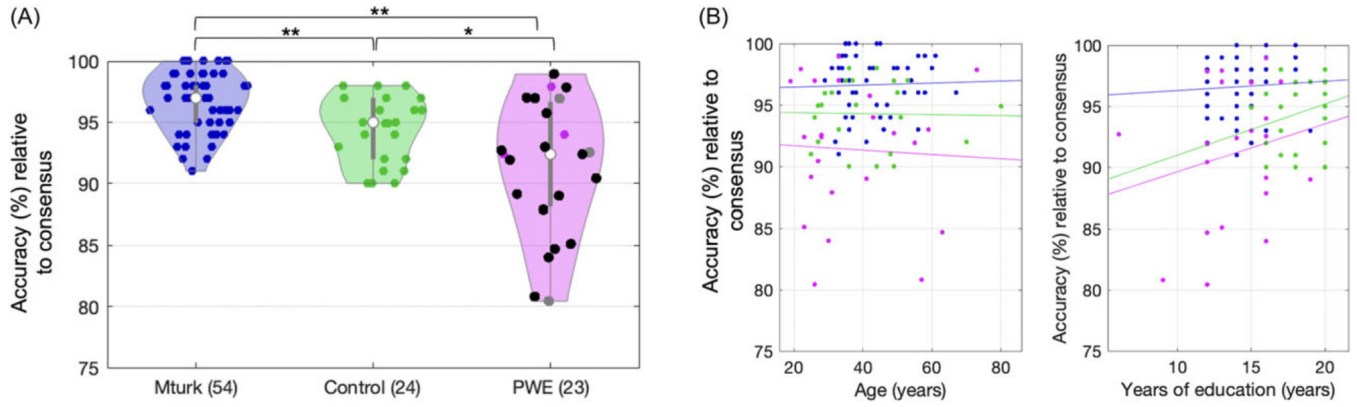 (A)
**
**
*
100
95
90
85
80
75
Accuracy (%) relative
to consensus
Mturk (54)
Control (24)
PWE (23)
(B)
100
95
90
85
80
75
Accuracy (%) relative to
consensus
20
40
60
80
Age (years)
100
95
90
85
80
75
Accuracy (%) relative to consensus
10
15
20
Years of education (years)